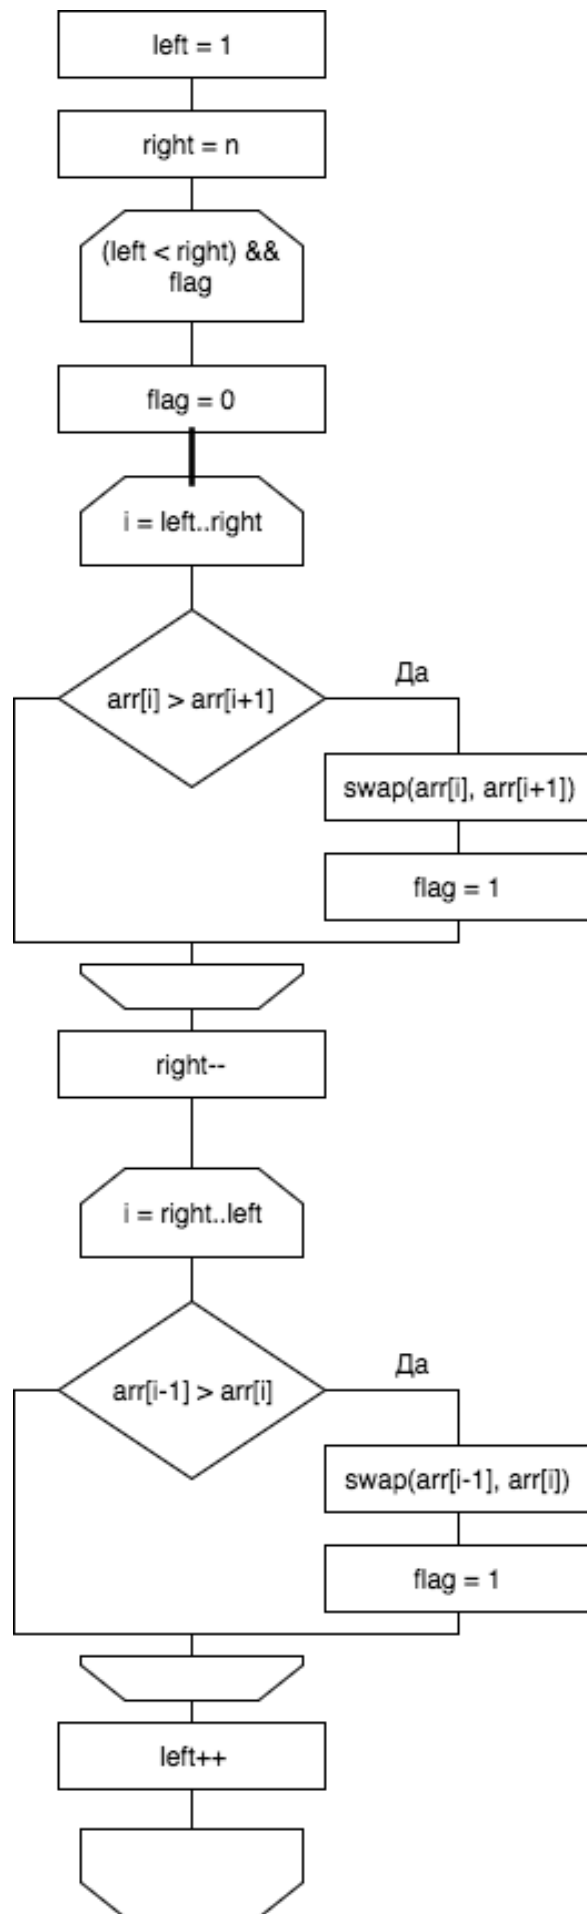 left = 1
right = n
(left < right) &&
flag
flag = 0
i = left..right
arr[i] > arr[i+1]
Да
swap(arr[i], arr[i+1])
flag = 1
right--
i = right..left
arr[i-1] > arr[i]
Да
swap(arr[i-1], arr[i])
flag = 1
left++